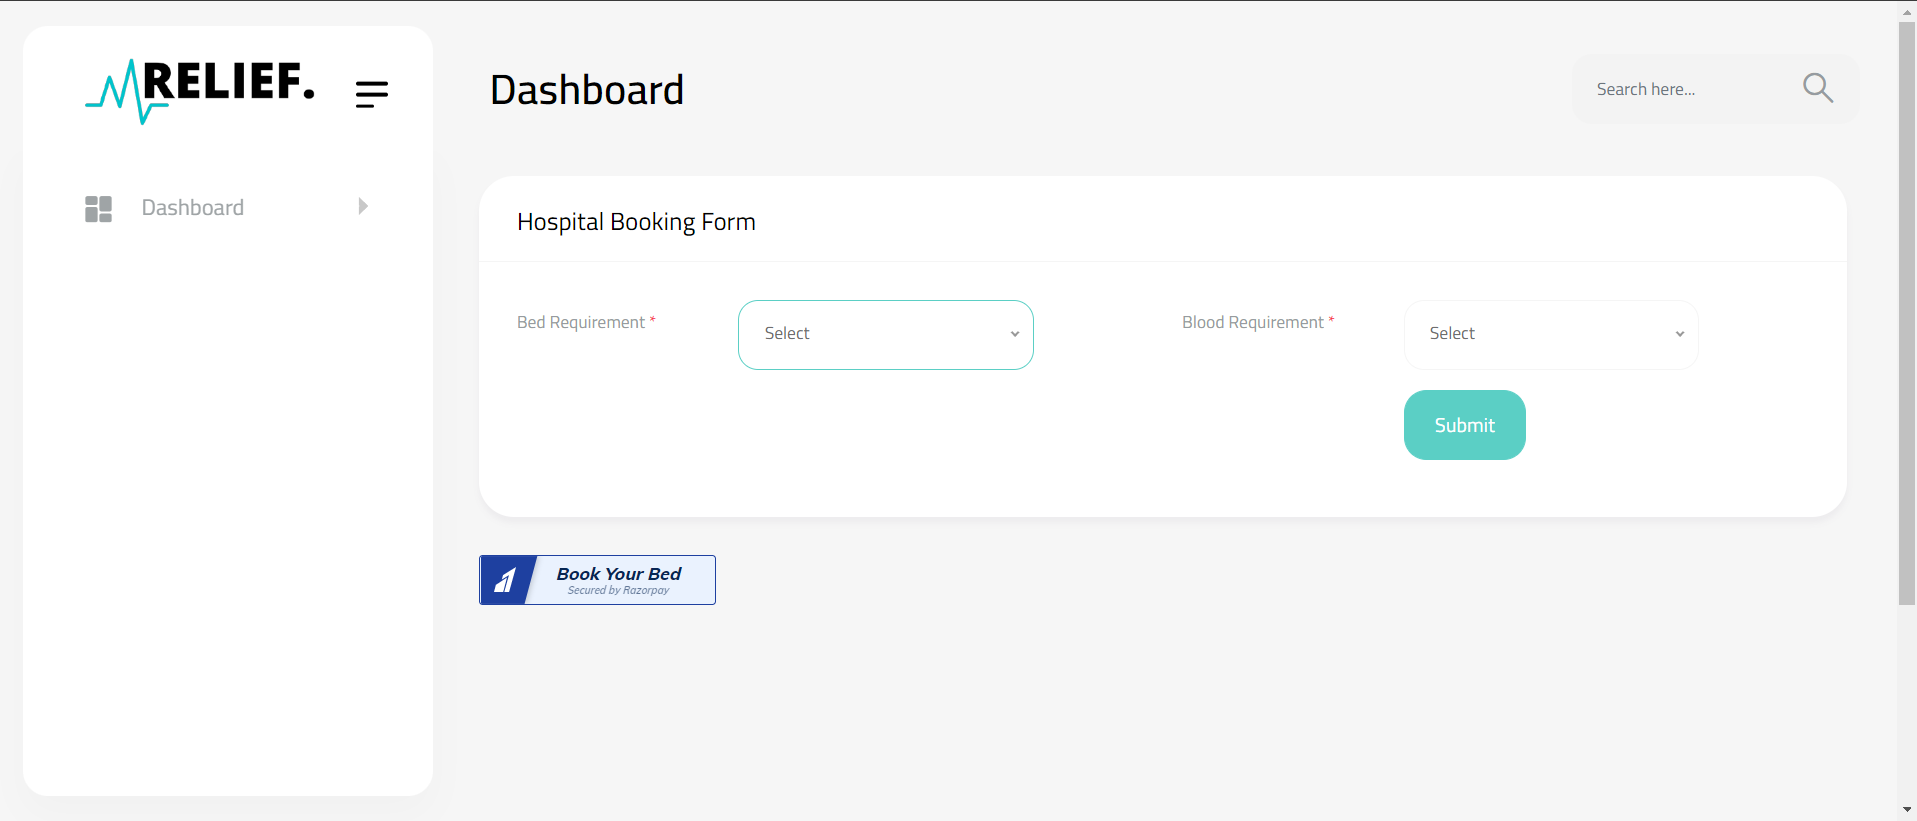 RELIEF.
Dashboard
Dashboard
Search here...
Hospital Booking Form
Bed Requirement *
Select
Blood Requirement *
Select
Submit
Book Your Bed
Secured by Razorpay